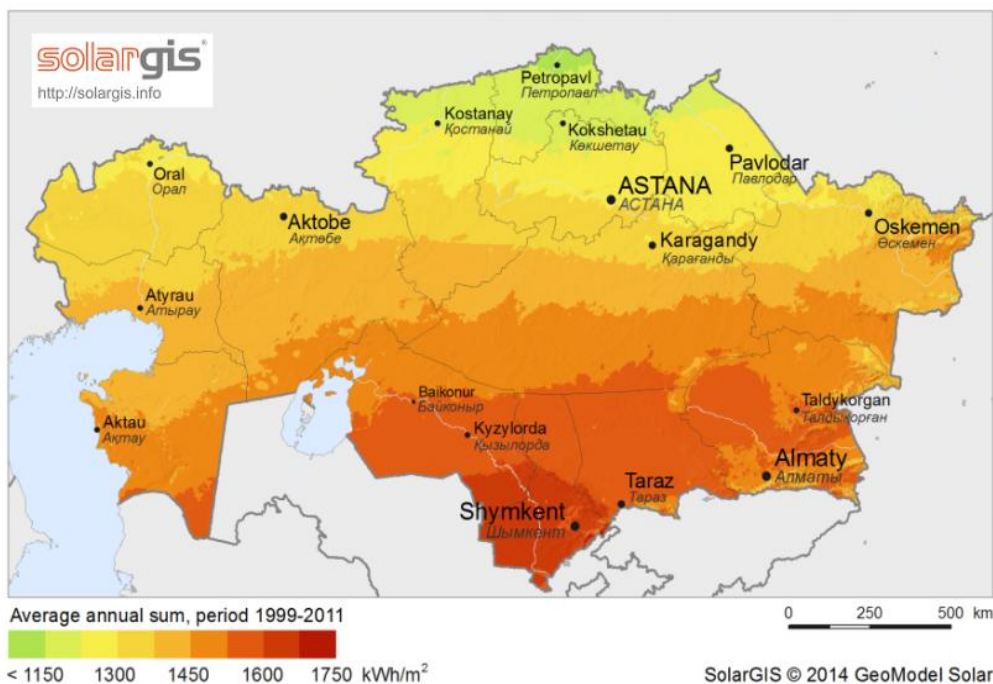 solargis®
http://solargis.info
Petropavl
Петропавл
Kostanay
Қостанай
Kokshetau
Көкшетау
Pavlodar
Павлодар
Oral
Орал
ASTANA
АСТАНА
Aktobe
Ақтөбе
Oskemen
Өскемен
Karagandy
Қарағанды
Atyrau
Атырау
Baikonur
Байконыр
Taldykorgan
Талдықорған
Aktau
Ақтау
Kyzylorda
Қызылорда
Almaty
Алматы
Taraz
Тараз
Shymkent
Шымкент
Average annual sum, period 1999-2011
< 1150 1300 1450 1600 1750 kWh/m²
0 250 500 km
SolarGIS © 2014 GeoModel Solar